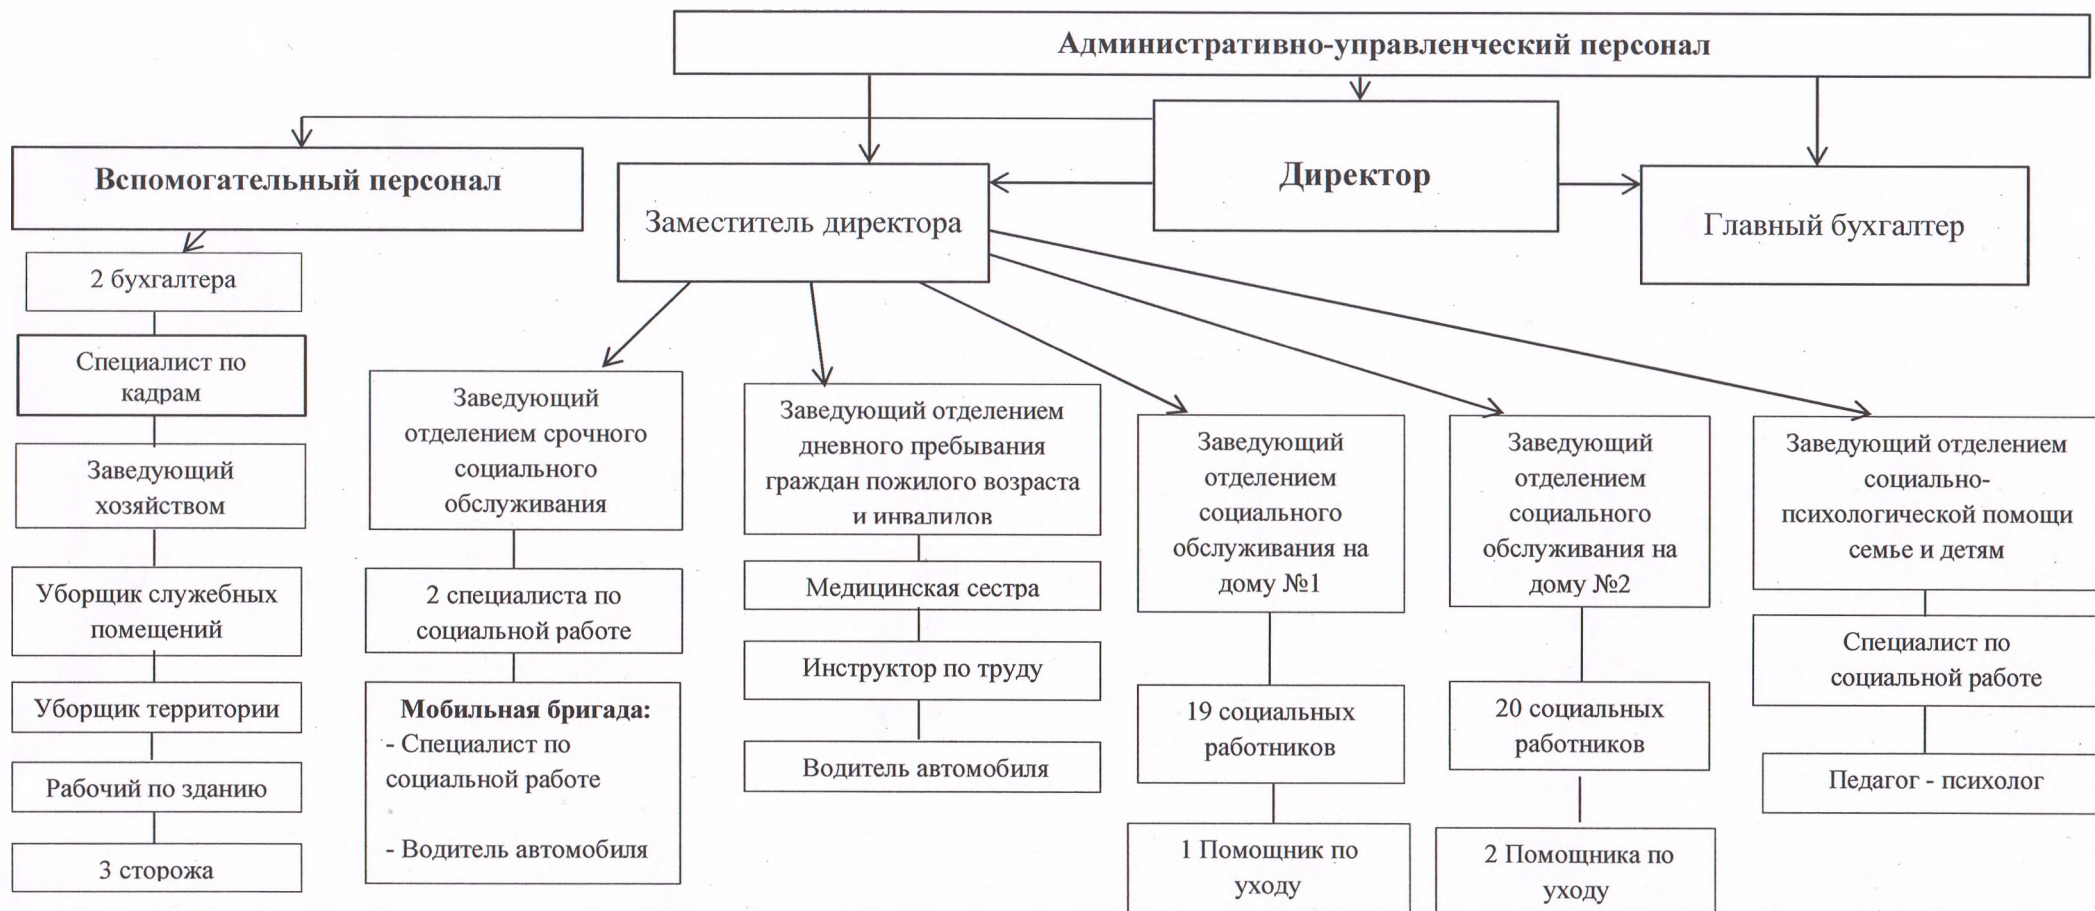 Административно-управленческий персонал
Вспомогательный персонал
Заместитель директора
Директор
Главный бухгалтер
2 бухгалтера
Специалист по
кадрам
Заведующий
хозяйством
Уборщик служебных
помещений
Уборщик территории
Рабочий по зданию
3 сторожа
Заведующий
отделением срочного
социального
обслуживания
2 специалиста по
социальной работе
Мобильная бригада:
- Специалист по
социальной работе
- Водитель автомобиля
Заведующий отделением
дневного пребывания
граждан пожилого возраста
и инвалидов
Медицинская сестра
Инструктор по труду
Водитель автомобиля
Заведующий
отделением
социального
обслуживания на
дому №1
19 социальных
работников
1 Помощник по
уходу
Заведующий
отделением
социального
обслуживания на
дому №2
20 социальных
работников
2 Помощника по
уходу
Заведующий отделением
социально-
психологической помощи
семье и детям
Специалист по
социальной работе
Педагог - психолог